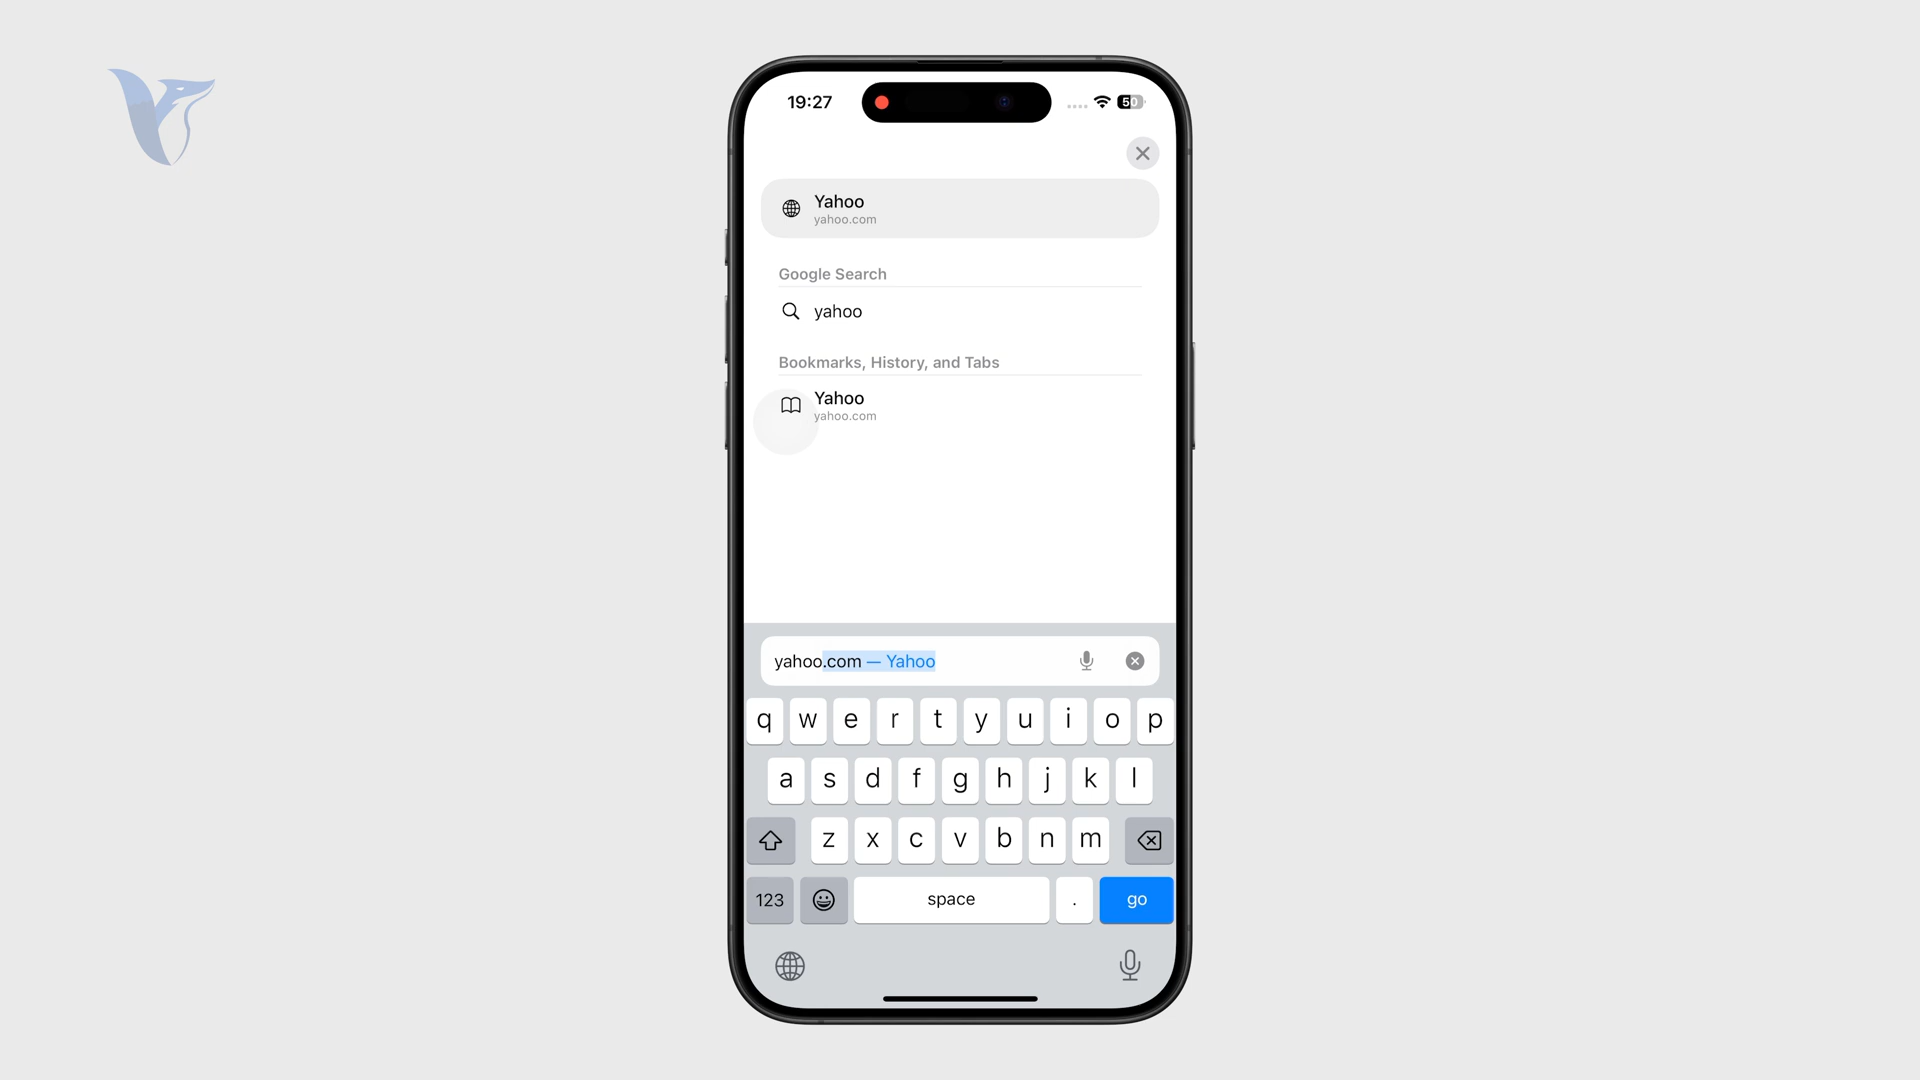 19:27
50
Yahoo
yahoo.com
Google Search
yahoo
Bookmarks, History, and Tabs
Yahoo
yahoo.com
yahoo.com — Yahoo
q w e r t y u i o p
a s d f g h j k l
z x c v b n m
123 space . go